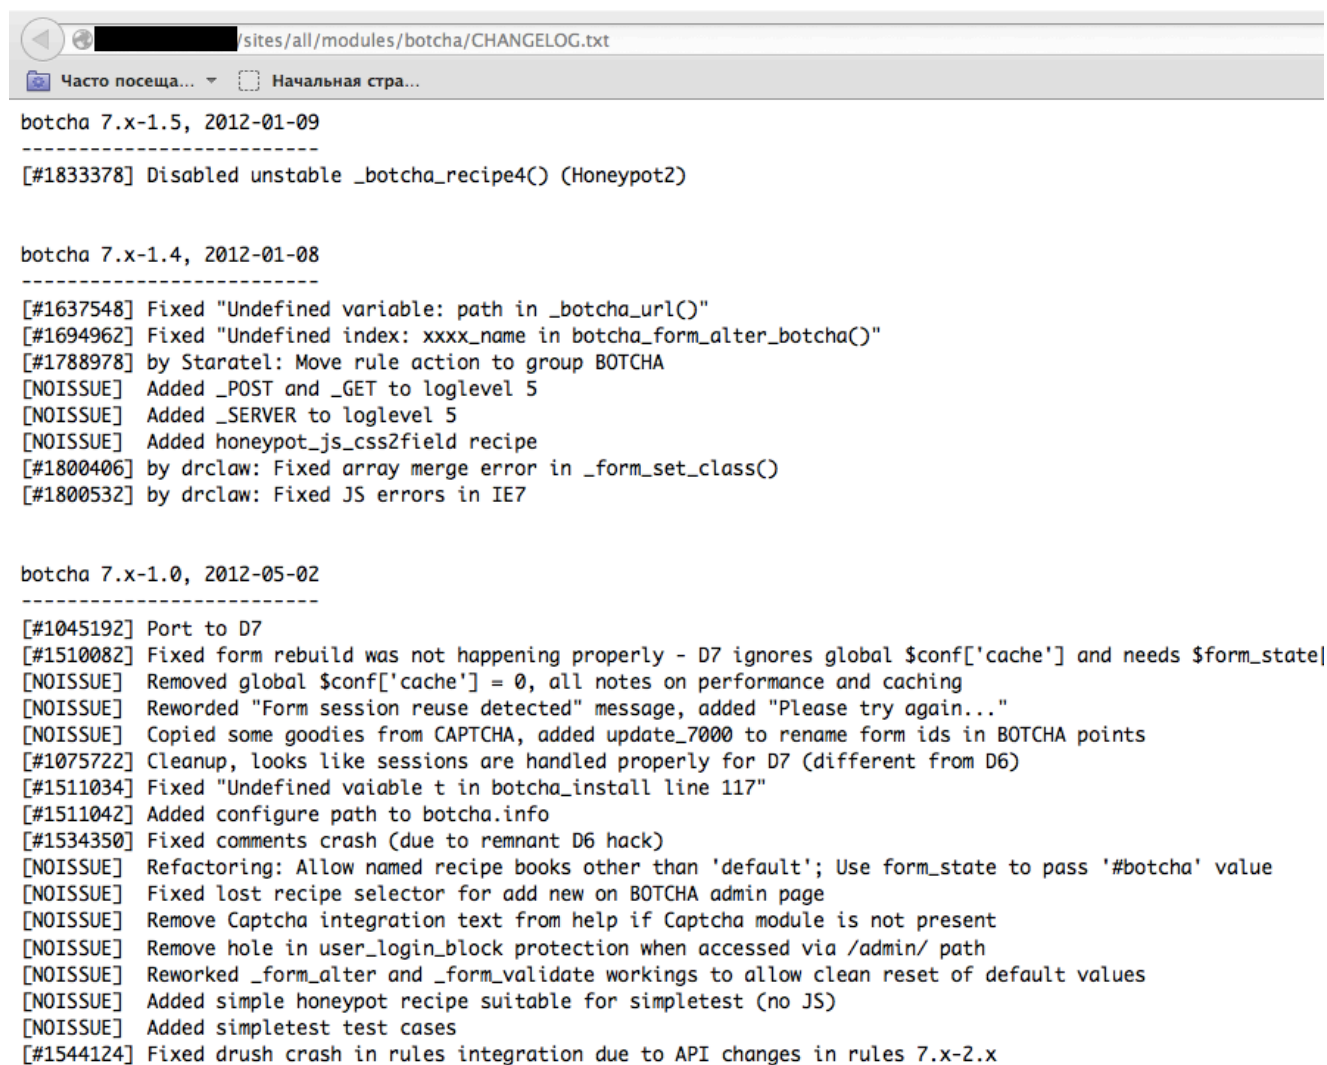 /sites/all/modules/botcha/CHANGELOG.txt
Часто посеща... Начальная стра...
botcha 7.x-1.5, 2012-01-09
--------------------------
[#1833378] Disabled unstable _botcha_recipe4() (Honeypot2)
botcha 7.x-1.4, 2012-01-08
--------------------------
[#1637548] Fixed "Undefined variable: path in _botcha_url()"
[#1694962] Fixed "Undefined index: xxxx_name in botcha_form_alter_botcha()"
[#1788978] by Staratel: Move rule action to group BOTCHA
[NOISSUE]  Added _POST and _GET to loglevel 5
[NOISSUE]  Added _SERVER to loglevel 5
[NOISSUE]  Added honeypot_js_css2field recipe
[#1800406] by drclaw: Fixed array merge error in _form_set_class()
[#1800532] by drclaw: Fixed JS errors in IE7
botcha 7.x-1.0, 2012-05-02
--------------------------
[#1045192] Port to D7
[#1510082] Fixed form rebuild was not happening properly - D7 ignores global $conf['cache'] and needs $form_state[
[NOISSUE]  Removed global $conf['cache'] = 0, all notes on performance and caching
[NOISSUE]  Reworded "Form session reuse detected" message, added "Please try again..."
[NOISSUE]  Copied some goodies from CAPTCHA, added update_7000 to rename form ids in BOTCHA points
[#1075722] Cleanup, looks like sessions are handled properly for D7 (different from D6)
[#1511034] Fixed "Undefined vaiable t in botcha_install line 117"
[#1511042] Added configure path to botcha.info
[#1534350] Fixed comments crash (due to remnant D6 hack)
[NOISSUE]  Refactoring: Allow named recipe books other than 'default'; Use form_state to pass '#botcha' value
[NOISSUE]  Fixed lost recipe selector for add new on BOTCHA admin page
[NOISSUE]  Remove Captcha integration text from help if Captcha module is not present
[NOISSUE]  Remove hole in user_login_block protection when accessed via /admin/ path
[NOISSUE]  Reworked _form_alter and _form_validate workings to allow clean reset of default values
[NOISSUE]  Added simple honeypot recipe suitable for simpletest (no JS)
[NOISSUE]  Added simpletest test cases
[#1544124] Fixed drush crash in rules integration due to API changes in rules 7.x-2.x